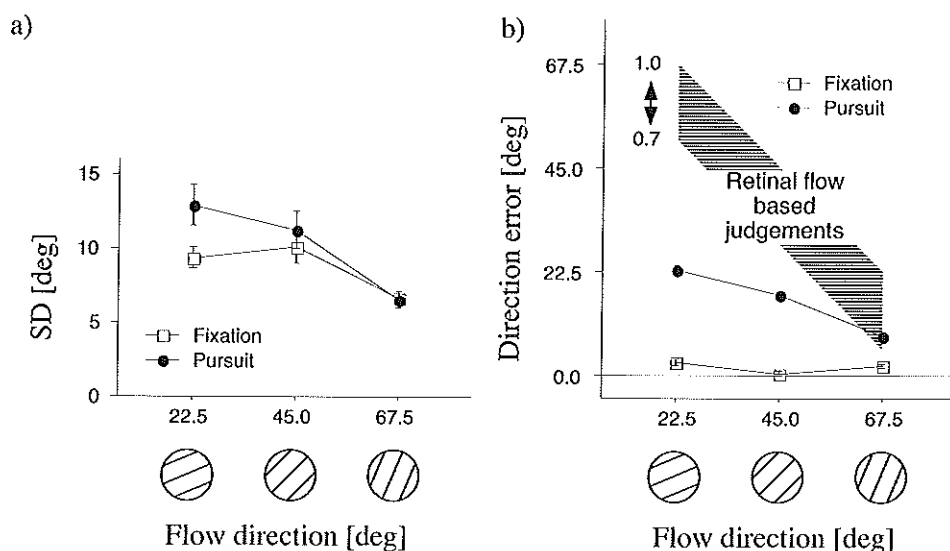 a)
SD [deg]
15
10
5
0
Fixation
Pursuit
22.5
45.0
67.5
Flow direction [deg]
b)
Direction error [deg]
67.5
45.0
22.5
0.0
1.0
0.7
Fixation
Pursuit
Retinal flow
based
judgements
22.5
45.0
67.5
Flow direction [deg]